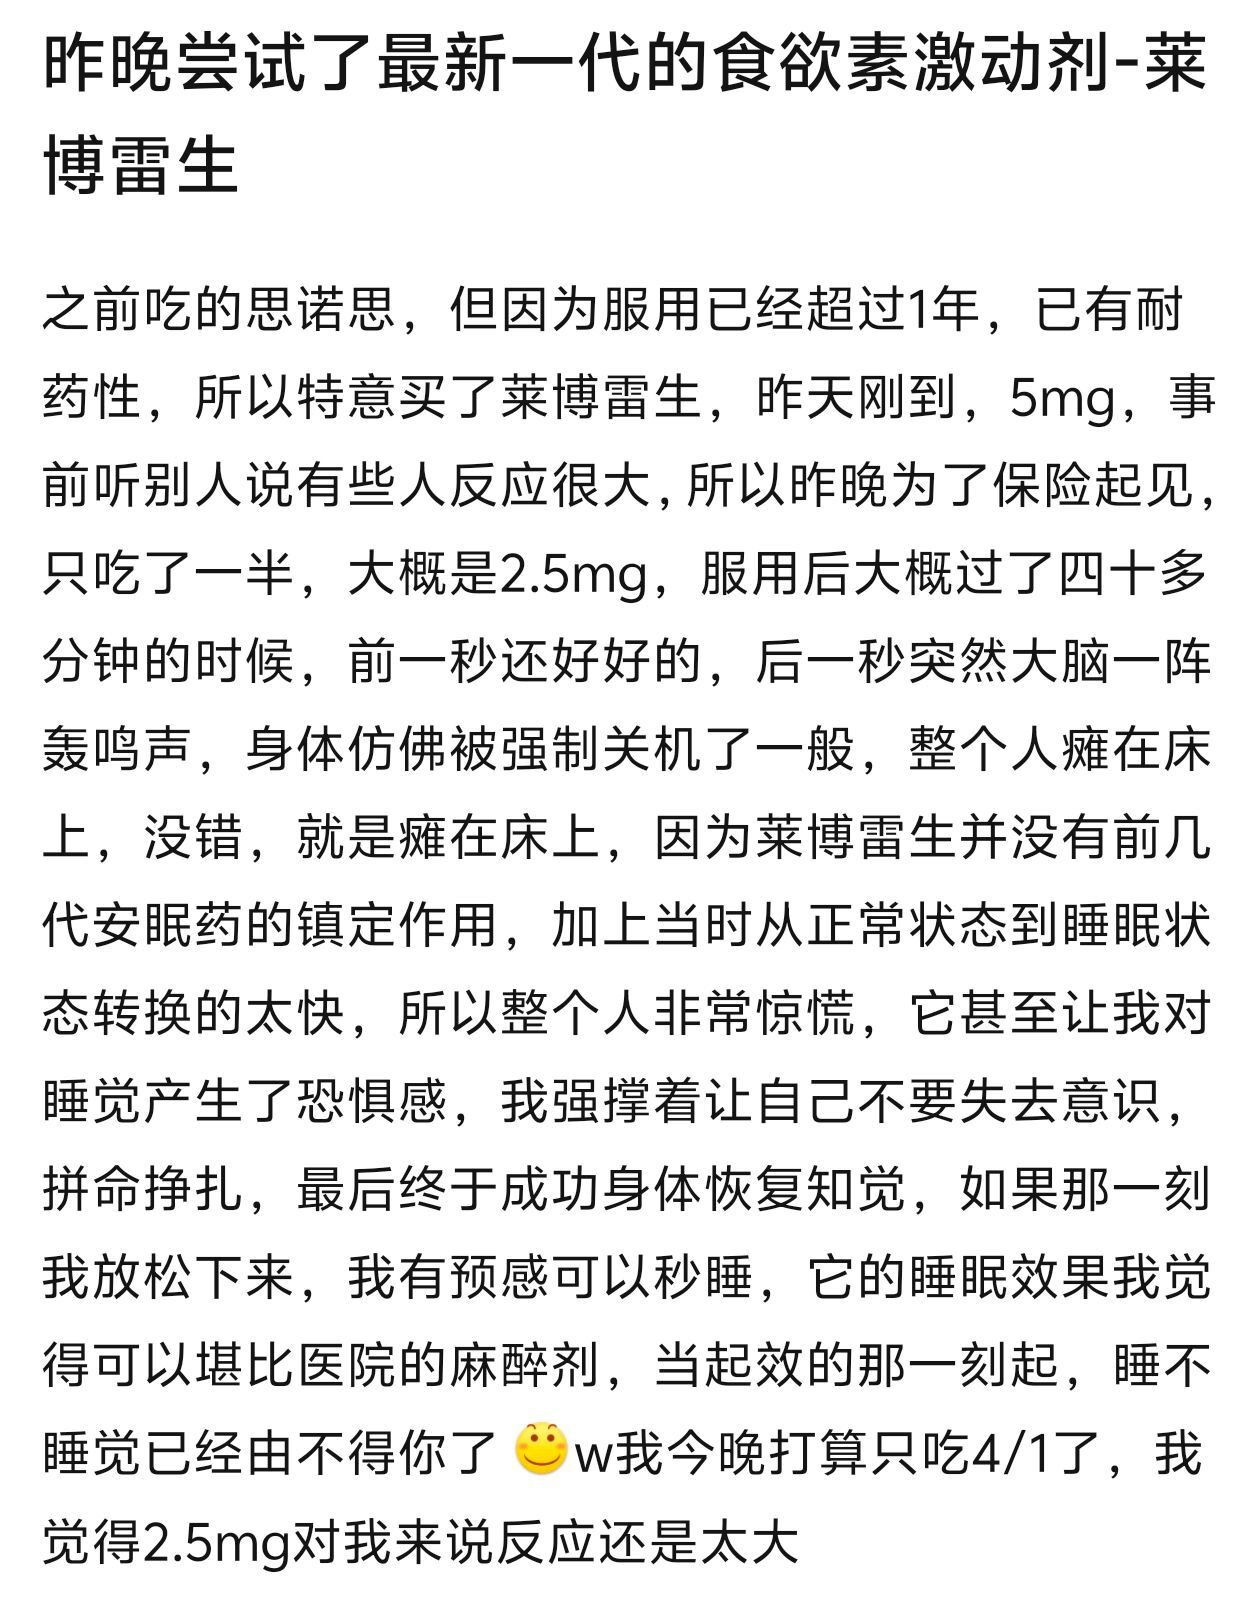 昨晚尝试了最新一代的食欲素激动剂-莱
博雷生
之前吃的思诺思，但因为服用已经超过1年，已有耐
药性，所以特意买了莱博雷生，昨天刚到，5mg，事
前听别人说有些人反应很大,所以昨晚为了保险起见，
只吃了一半，大概是2.5mg，服用后大概过了四十多
分钟的时候，前一秒还好好的，后一秒突然大脑一阵
轰鸣声，身体仿佛被强制关机了一般，整个人瘫在床
上，没错，就是瘫在床上，因为莱博雷生并没有前几
代安眠药的镇定作用，加上当时从正常状态到睡眠状
态转换的太快，所以整个人非常惊慌，它甚至让我对
睡觉产生了恐惧感，我强撑着让自己不要失去意识，
拼命挣扎，最后终于成功身体恢复知觉，如果那一刻
我放松下来，我有预感可以秒睡，它的睡眠效果我觉
得可以堪比医院的麻醉剂，当起效的那一刻起，睡不
睡觉已经由不得你了 w我今晚打算只吃4/1了，我
觉得2.5mg对我来说反应还是太大